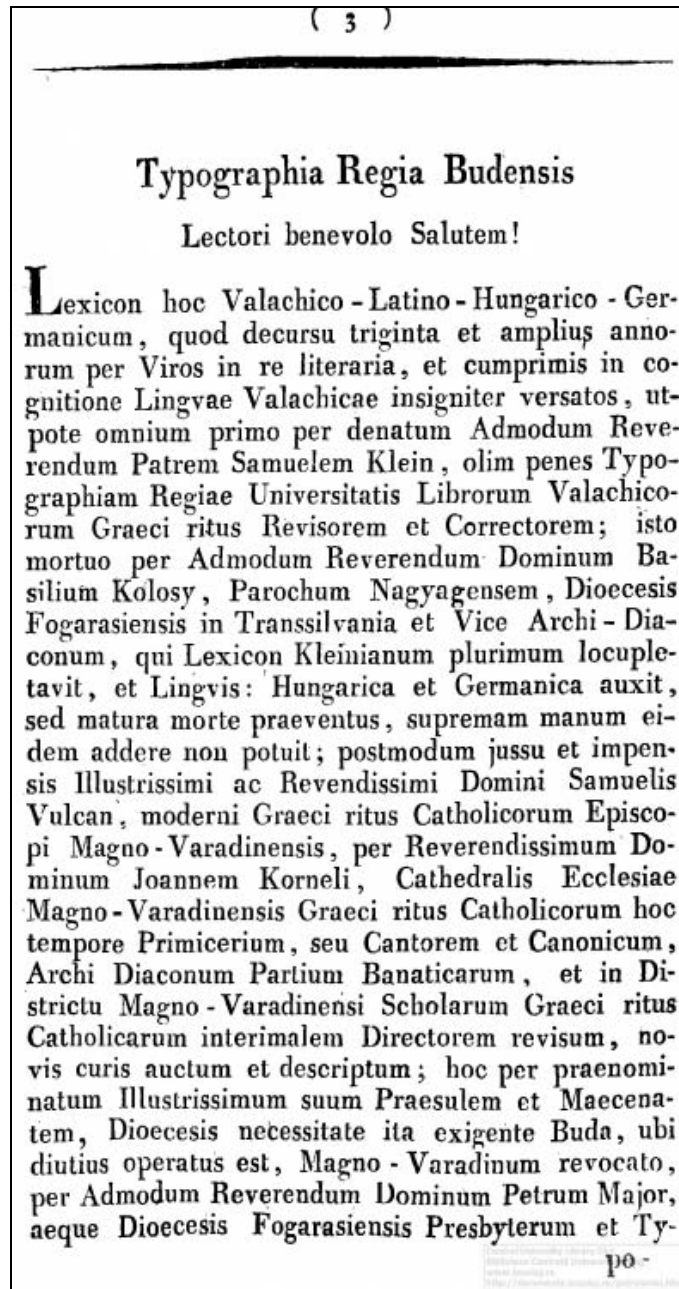 ( 3 )
Typographia Regia Budensis
Lectori benevolo Salutem!
Lexicon hoc Valachico - Latino - Hungarico - Ger-
manicum, quod decursu triginta et amplius anno-
rum per Viros in re literaria, et cumprimis in co-
gnitione Lingvae Valachicae insigniter versatos, ut-
pote omnium primo per denatum Admodum Reve-
rendum Patrem Samuelem Klein, olim penes Typo-
graphiam Regiae Universitatis Librorum Valachico-
rum Graeci ritus Revisorem et Correctorem; isto
mortuo per Admodum Reverendum Dominum Ba-
silium Kolosy, Parochum Nagyagensem, Dioecesis
Fogarasiensis in Transsilvania et Vice Archi - Dia-
conum, qui Lexicon Kleinianum plurimum locuple-
tavit, et Lingvis: Hungarica et Germanica auxit,
sed matura morte praeventus, supremam manum ei-
dem addere non potuit; postmodum jussu et impen-
sis Illustrissimi ac Revendissimi Domini Samuelis
Vulcan, moderni Graeci ritus Catholicorum Episco-
pi Magno - Varadinensis, per Reverendissimum Do-
minum Joannem Korneli, Cathedralis Ecclesiae
Magno - Varadinensis Graeci ritus Catholicorum hoc
tempore Primicerium, seu Cantorem et Canonicum,
Archi Diaconum Partium Banaticarum, et in Di-
strictu Magno - Varadinensi Scholarum Graeci ritus
Catholicarum interimalem Directorem revisum, no-
vis curis auctum et descriptum; hoc per praenomi-
natum Illustrissimum suum Praesulem et Maecena-
tem, Dioecesis necessitate ita exigente Buda, ubi
diutius operatus est, Magno - Varadinum revocato,
per Admodum Reverendum Dominum Petrum Major,
aeque Dioecesis Fogarasiensis Presbyterum et Ty-
po-